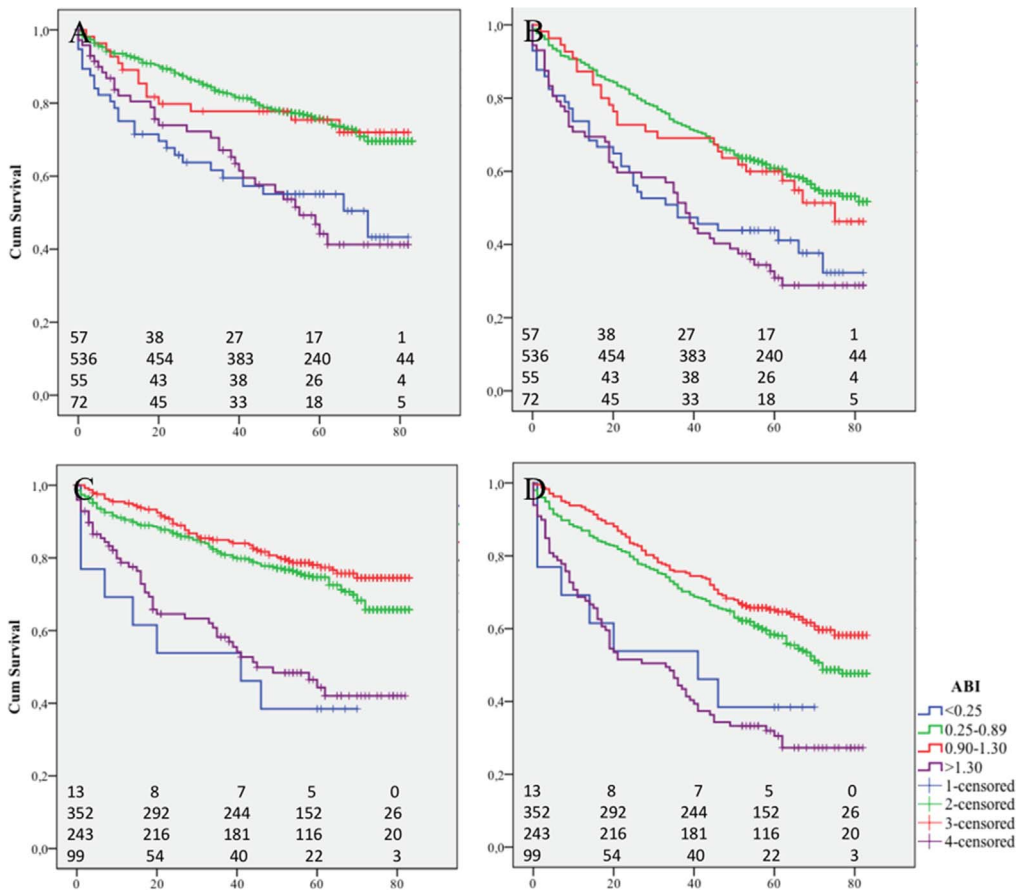 A
1,0
0,8
0,6
0,4
0,2
0,0
Cum Survival
57 38 27 17 1
536 454 383 240 44
55 43 38 26 4
72 45 33 18 5
0 20 40 60 80
B
1,0
0,8
0,6
0,4
0,2
0,0
57 38 27 17 1
536 454 383 240 44
55 43 38 26 4
72 45 33 18 5
0 20 40 60 80
C
1,0
0,8
0,6
0,4
0,2
0,0
Cum Survival
13 8 7 5 0
352 292 244 152 26
243 216 181 116 20
99 54 40 22 3
0 20 40 60 80
D
1,0
0,8
0,6
0,4
0,2
0,0
13 8 7 5 0
352 292 244 152 26
243 216 181 116 20
99 54 40 22 3
0 20 40 60 80
ABI
<0.25
0.25-0.89
0.90-1.30
>1.30
1-censored
2-censored
3-censored
4-censored